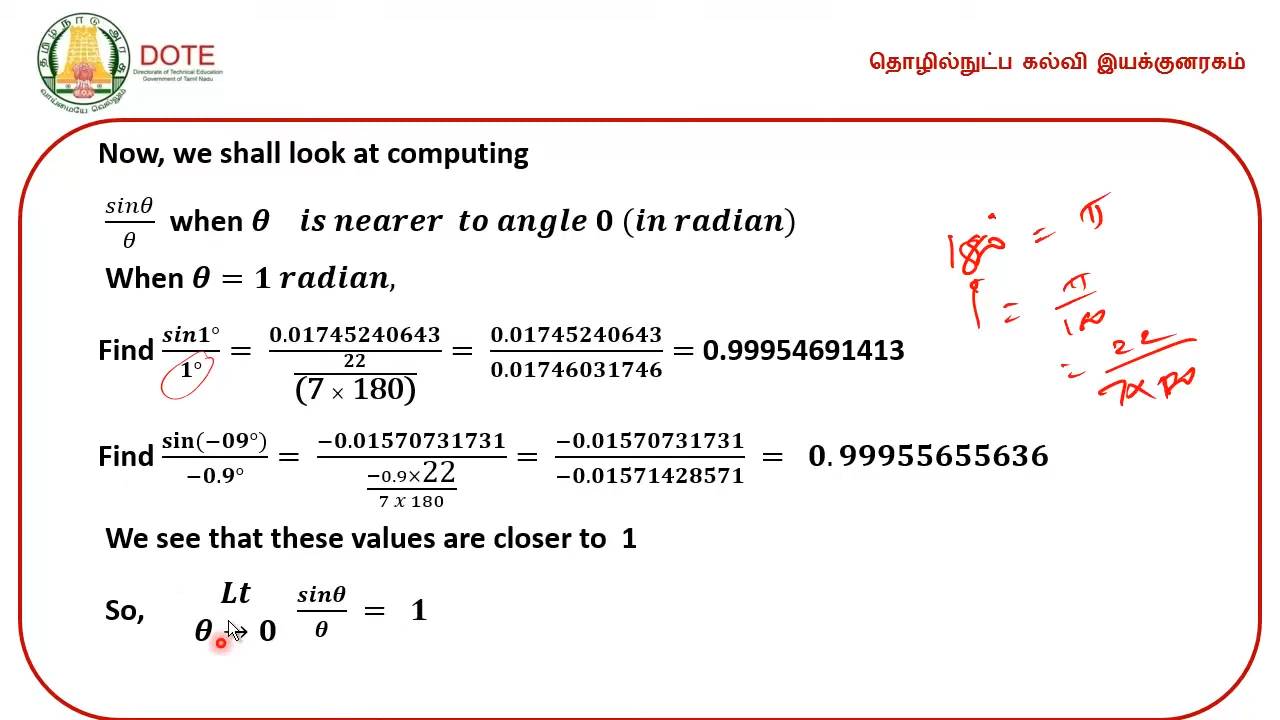 தமிழ் நாடு அரசு
வாய்மையே வெல்லும்
DOTE
Directorate of Technical Education
Government of Tamil Nadu
தொழில்நுட்ப கல்வி இயக்குனரகம்
Now, we shall look at computing
sinθ/θ when θ is nearer to angle 0 (in radian)
When θ = 1 radian,
Find sin1°/1° = 0.01745240643/(22/(7 × 180)) = 0.01745240643/0.01746031746 = 0.99954691413
Find sin(−09°)/−0.9° = −0.01570731731/(−0.9×22/7 x 180) = −0.01570731731/−0.01571428571 = 0.99955655636
We see that these values are closer to 1
So, Lt θ → 0 sinθ/θ = 1
180° = π
1° = π/180
= 22/7×180